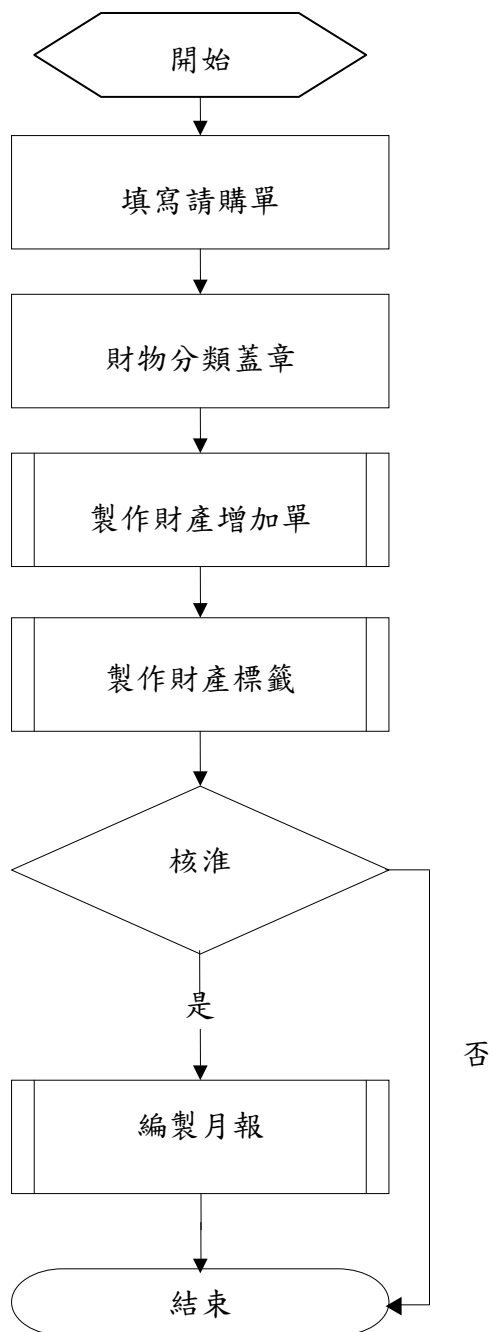 開始
填寫請購單
財物分類蓋章
製作財產增加單
製作財產標籤
核淮
是
否
編製月報
結束